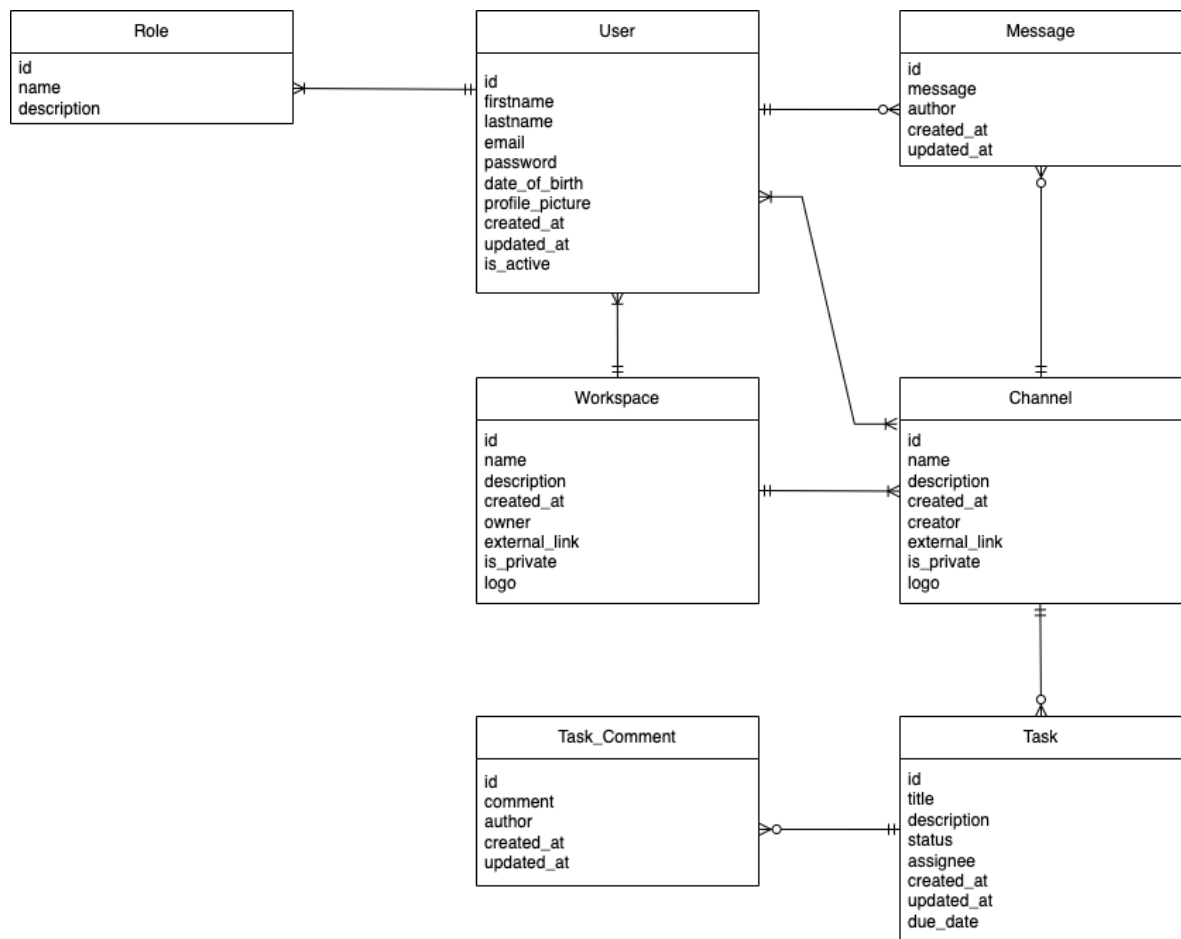 Role
id
name
description
User
id
firstname
lastname
email
password
date_of_birth
profile_picture
created_at
updated_at
is_active
Message
id
message
author
created_at
updated_at
Workspace
id
name
description
created_at
owner
external_link
is_private
logo
Channel
id
name
description
created_at
creator
external_link
is_private
logo
Task_Comment
id
comment
author
created_at
updated_at
Task
id
title
description
status
assignee
created_at
updated_at
due_date